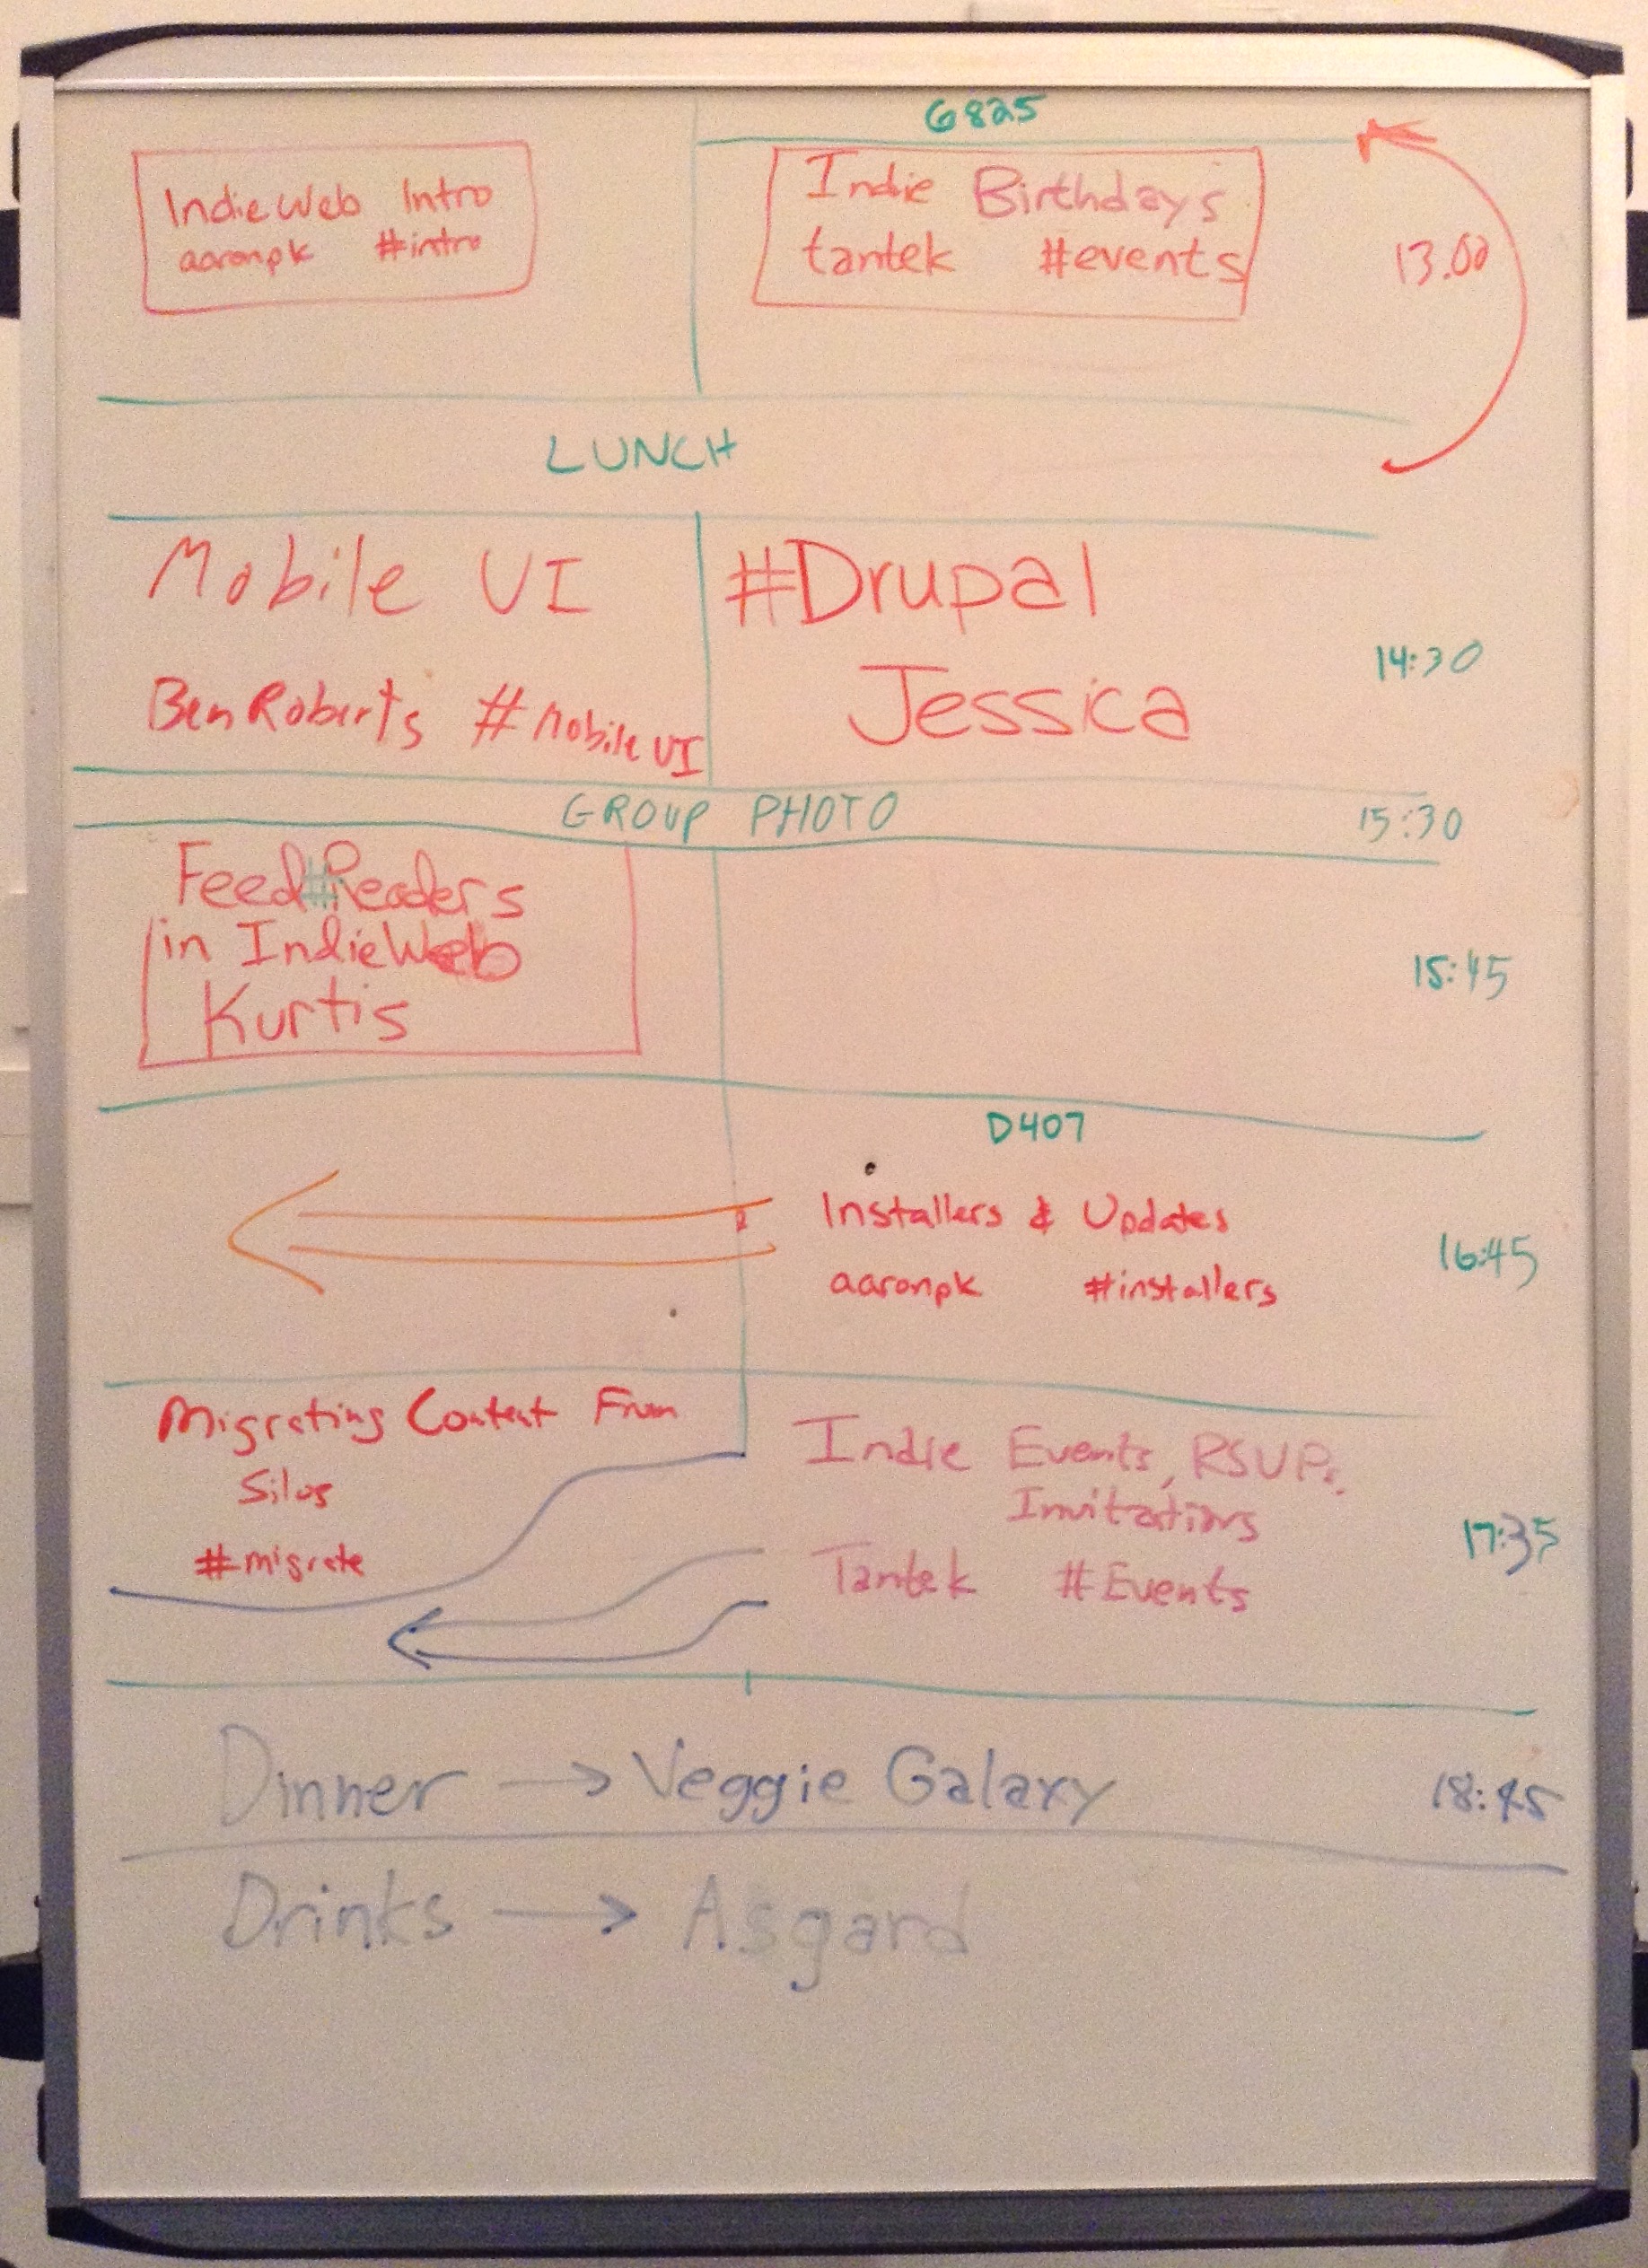 G825
IndieWeb Intro
aaronpk #intro
Indie Birthdays
tantek #events
13.00
LUNCH
Mobile UI
Ben Roberts #MobileUI
#Drupal
Jessica
14:30
GROUP PHOTO
15:30
Feed #Readers
in IndieWeb
Kurtis
15:45
D407
Installers & Updates
aaronpk #installers
16:45
Migrating Content From
Silos
#migrate
Indie Events, RSVPs
Invitations
Tantek #Events
17:35
Dinner → Veggie Galaxy
18:45
Drinks → Asgard